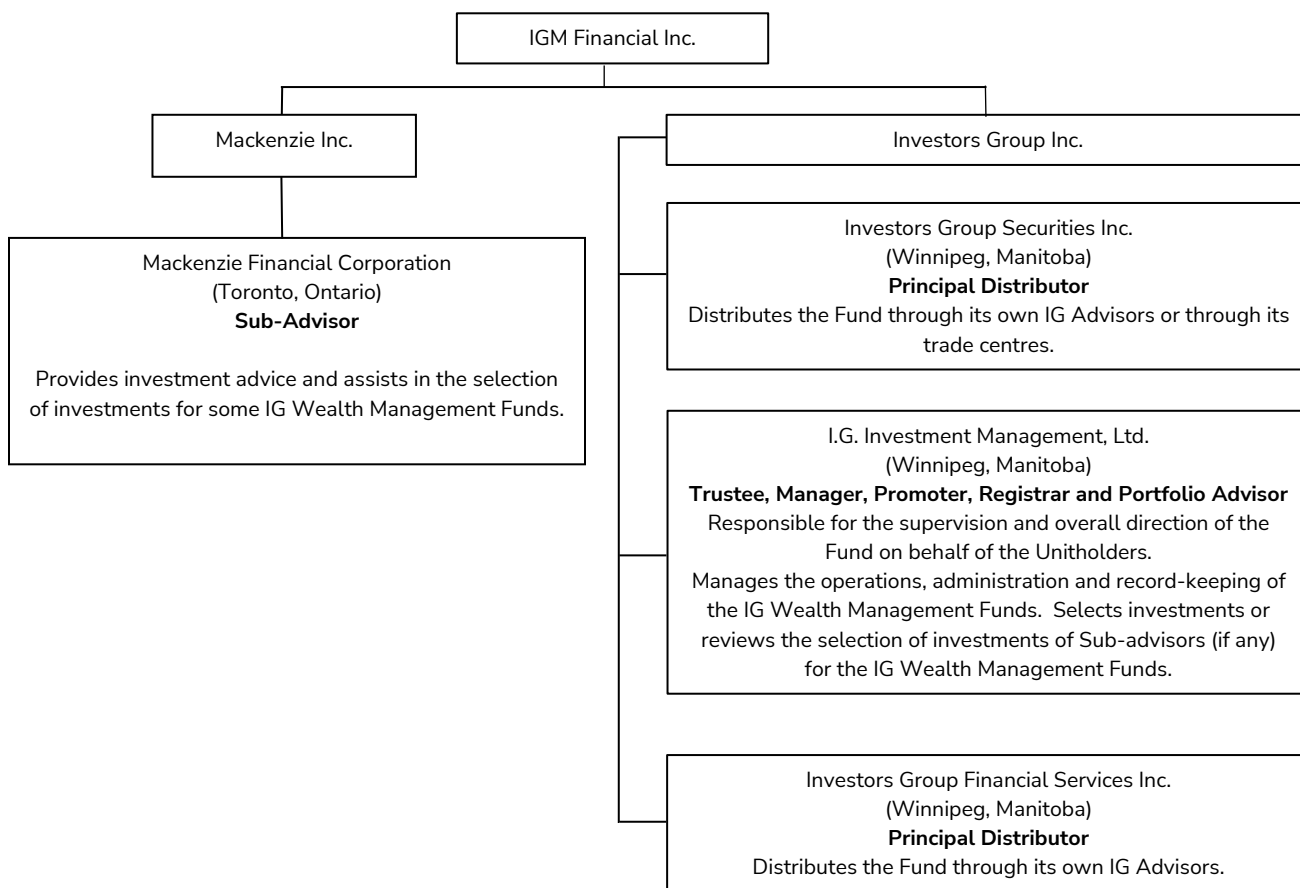 IGM Financial Inc.
Mackenzie Inc.
Investors Group Inc.
Mackenzie Financial Corporation
(Toronto, Ontario)
Sub-Advisor
Provides investment advice and assists in the selection
of investments for some IG Wealth Management Funds.
Investors Group Securities Inc.
(Winnipeg, Manitoba)
Principal Distributor
Distributes the Fund through its own IG Advisors or through its
trade centres.
I.G. Investment Management, Ltd.
(Winnipeg, Manitoba)
Trustee, Manager, Promoter, Registrar and Portfolio Advisor
Responsible for the supervision and overall direction of the
Fund on behalf of the Unitholders.
Manages the operations, administration and record-keeping of
the IG Wealth Management Funds.  Selects investments or
reviews the selection of investments of Sub-advisors (if any)
for the IG Wealth Management Funds.
Investors Group Financial Services Inc.
(Winnipeg, Manitoba)
Principal Distributor
Distributes the Fund through its own IG Advisors.